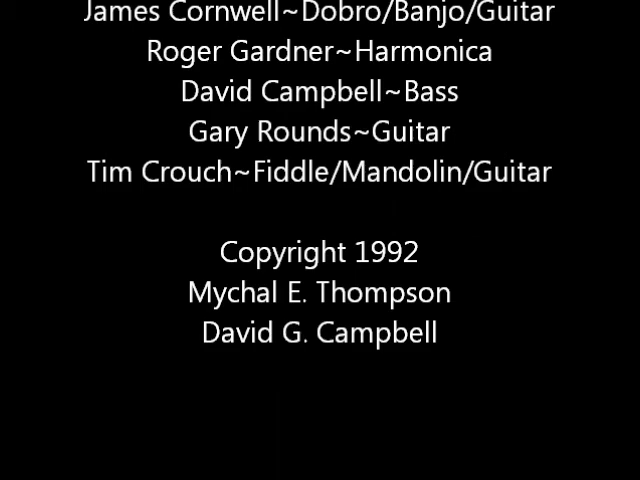 James Cornwell~Dobro/Banjo/Guitar
Roger Gardner~Harmonica
David Campbell~Bass
Gary Rounds~Guitar
Tim Crouch~Fiddle/Mandolin/Guitar
Copyright 1992
Mychal E. Thompson
David G. Campbell